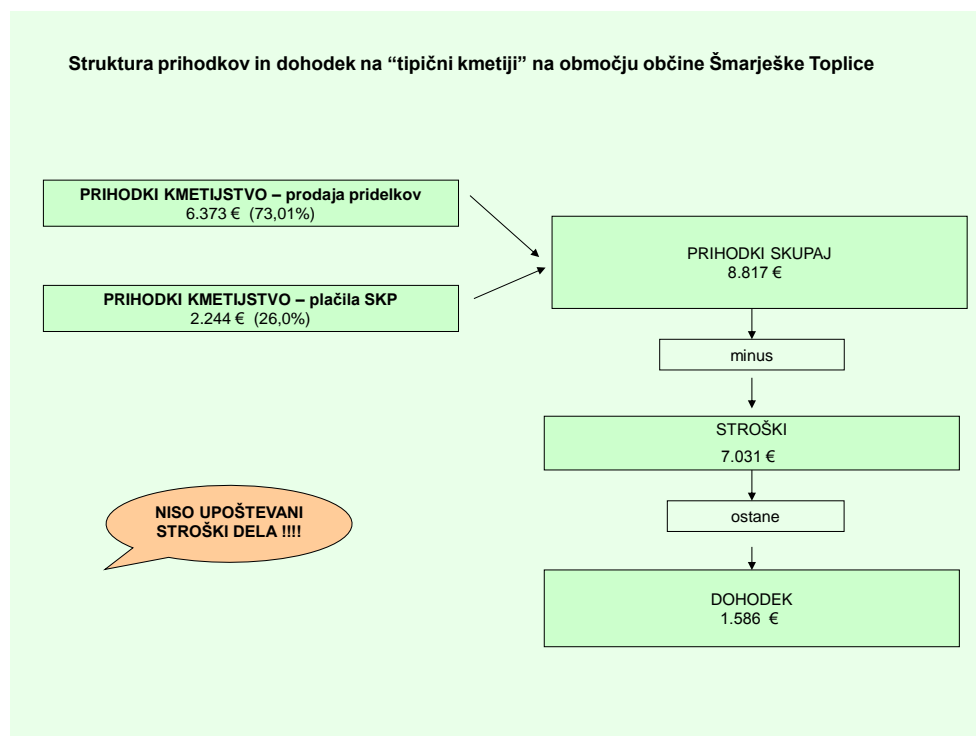 Struktura prihodkov in dohodek na “tipični kmetiji” na območju občine Šmarješke Toplice
PRIHODKI KMETIJSTVO – prodaja pridelkov
6.373 € (73,01%)
PRIHODKI KMETIJSTVO – plačila SKP
2.244 € (26,0%)
PRIHODKI SKUPAJ
8.817 €
minus
STROŠKI
7.031 €
ostane
NISO UPOŠTEVANI
STROŠKI DELA !!!!
DOHODEK
1.586 €